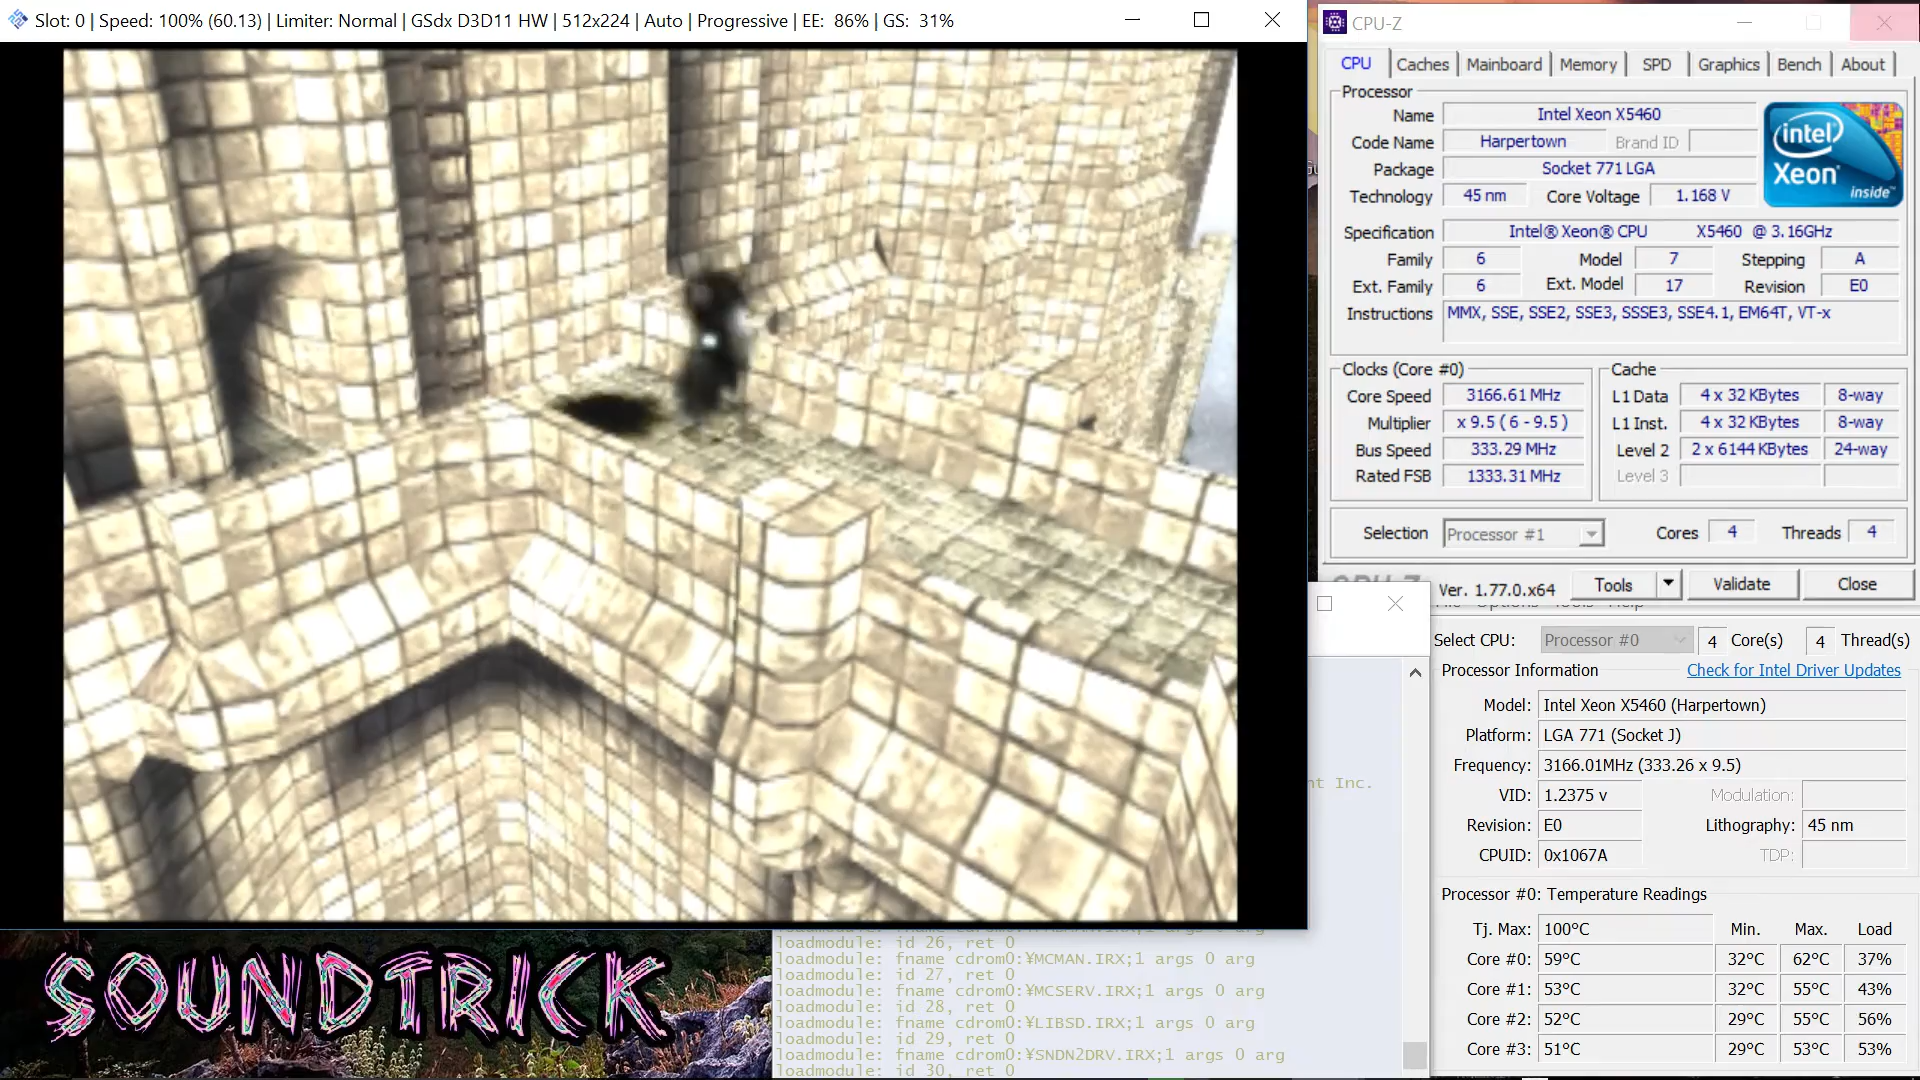 Slot: 0 | Speed: 100% (60.13) | Limiter: Normal | GSdx D3D11 HW | 512x224 | Auto | Progressive | EE: 86% | GS: 31%
CPU-Z
CPU Caches Mainboard Memory SPD Graphics Bench About
Processor
Name Intel Xeon X5460
Code Name Harpertown Brand ID
Package Socket 771 LGA
Technology 45 nm Core Voltage 1.168 V
intel Xeon inside™
Specification Intel® Xeon® CPU X5460 @ 3.16GHz
Family 6 Model 7 Stepping A
Ext. Family 6 Ext. Model 17 Revision E0
Instructions MMX, SSE, SSE2, SSE3, SSSE3, SSE4.1, EM64T, VT-x
Clocks (Core #0)
Core Speed 3166.61 MHz
Multiplier x 9.5 ( 6 - 9.5 )
Bus Speed 333.29 MHz
Rated FSB 1333.31 MHz
Cache
L1 Data 4 x 32 KBytes 8-way
L1 Inst. 4 x 32 KBytes 8-way
Level 2 2 x 6144 KBytes 24-way
Level 3
Selection Processor #1 Cores 4 Threads 4
Ver. 1.77.0.x64 Tools Validate Close
Select CPU: Processor #0 4 Core(s) 4 Thread(s)
Processor Information Check for Intel Driver Updates
Model: Intel Xeon X5460 (Harpertown)
Platform: LGA 771 (Socket J)
Frequency: 3166.01MHz (333.26 x 9.5)
VID: 1.2375 v Modulation:
Revision: E0 Lithography: 45 nm
CPUID: 0x1067A TDP:
Processor #0: Temperature Readings
Tj. Max: 100°C Min. Max. Load
Core #0: 59°C 32°C 62°C 37%
Core #1: 53°C 32°C 55°C 43%
Core #2: 52°C 29°C 55°C 56%
Core #3: 51°C 29°C 53°C 53%
Inc.
loadmodule: id 26, ret 0
loadmodule: fname cdrom0:¥MCMAN.IRX;1 args 0 arg
loadmodule: id 27, ret 0
loadmodule: fname cdrom0:¥MCSERV.IRX;1 args 0 arg
loadmodule: id 28, ret 0
loadmodule: fname cdrom0:¥LIBSD.IRX;1 args 0 arg
loadmodule: id 29, ret 0
loadmodule: fname cdrom0:¥SNDN2DRV.IRX;1 args 0 arg
loadmodule: id 30, ret 0
SOUNDTRICK